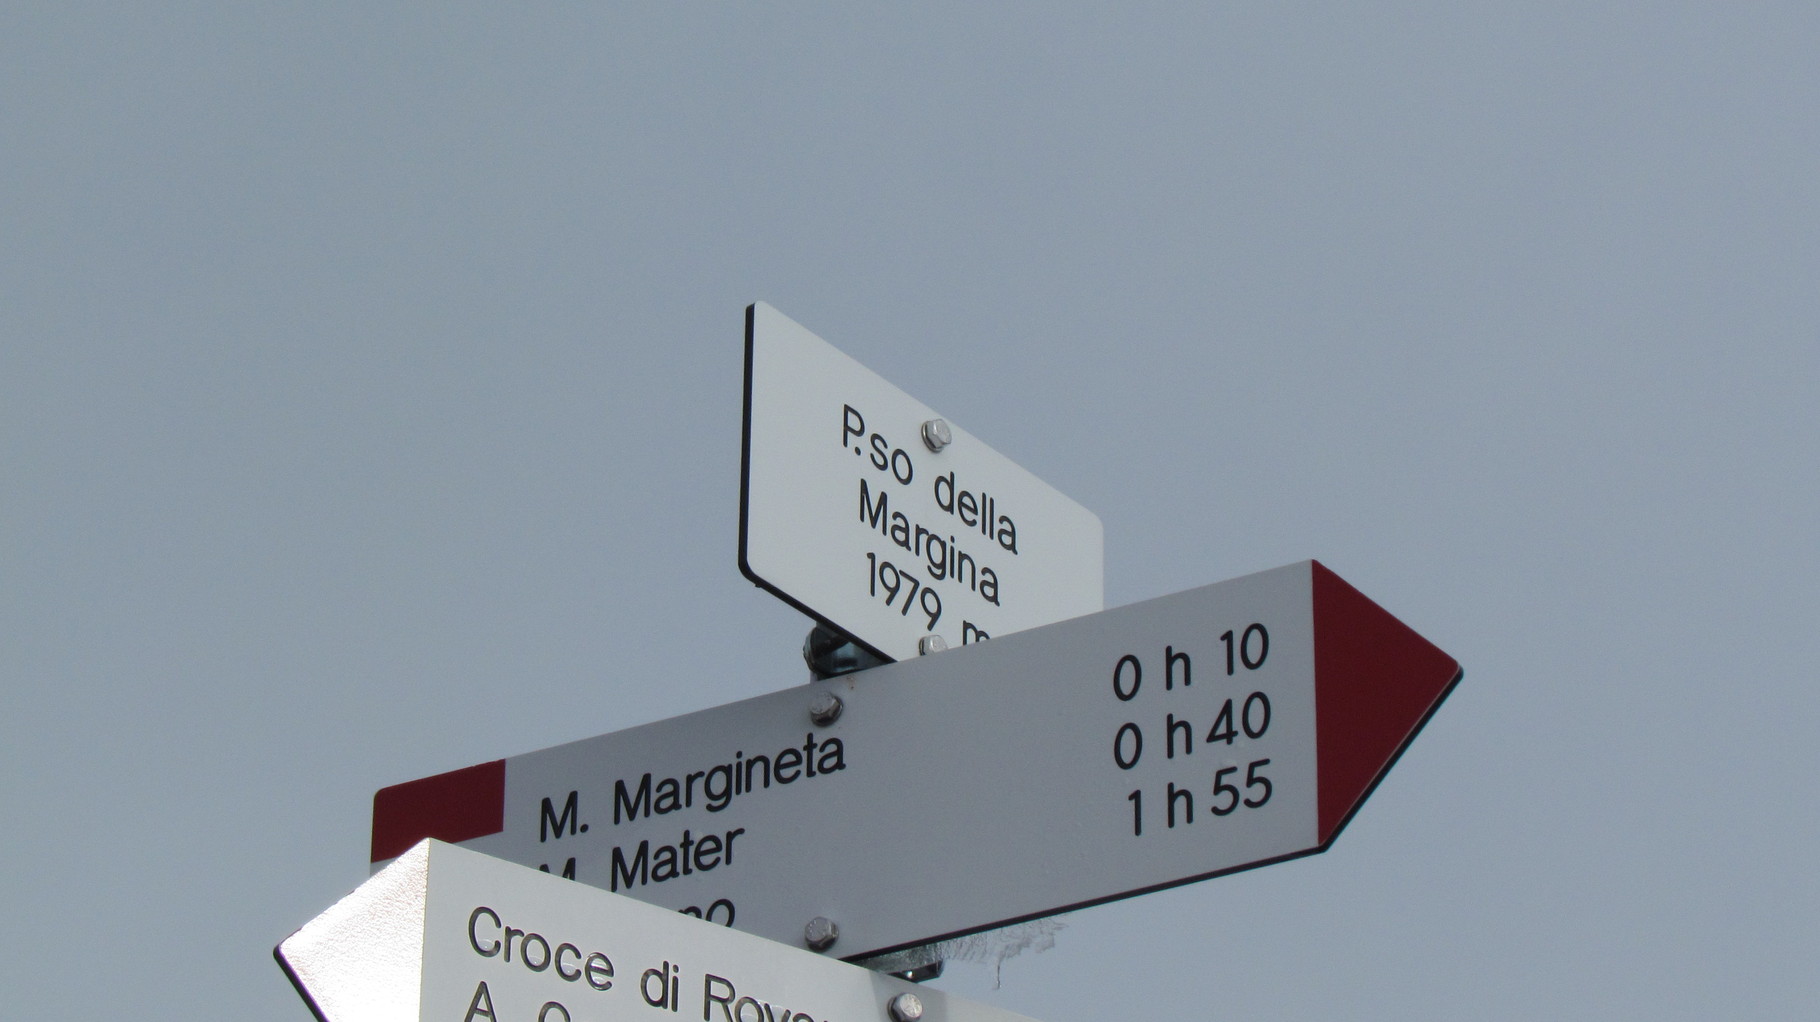 P.so della
Margina
1979 m
M. Margineta 0 h 10
M. Mater 0 h 40
1 h 55
Croce di
A.